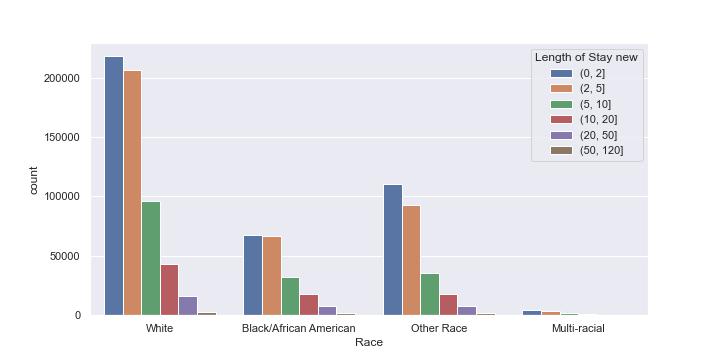 Length of Stay new
(0, 2]
(2, 5]
(5, 10]
(10, 20]
(20, 50]
(50, 120]
200000
150000
100000
50000
0
count
White Black/African American Other Race Multi-racial
Race